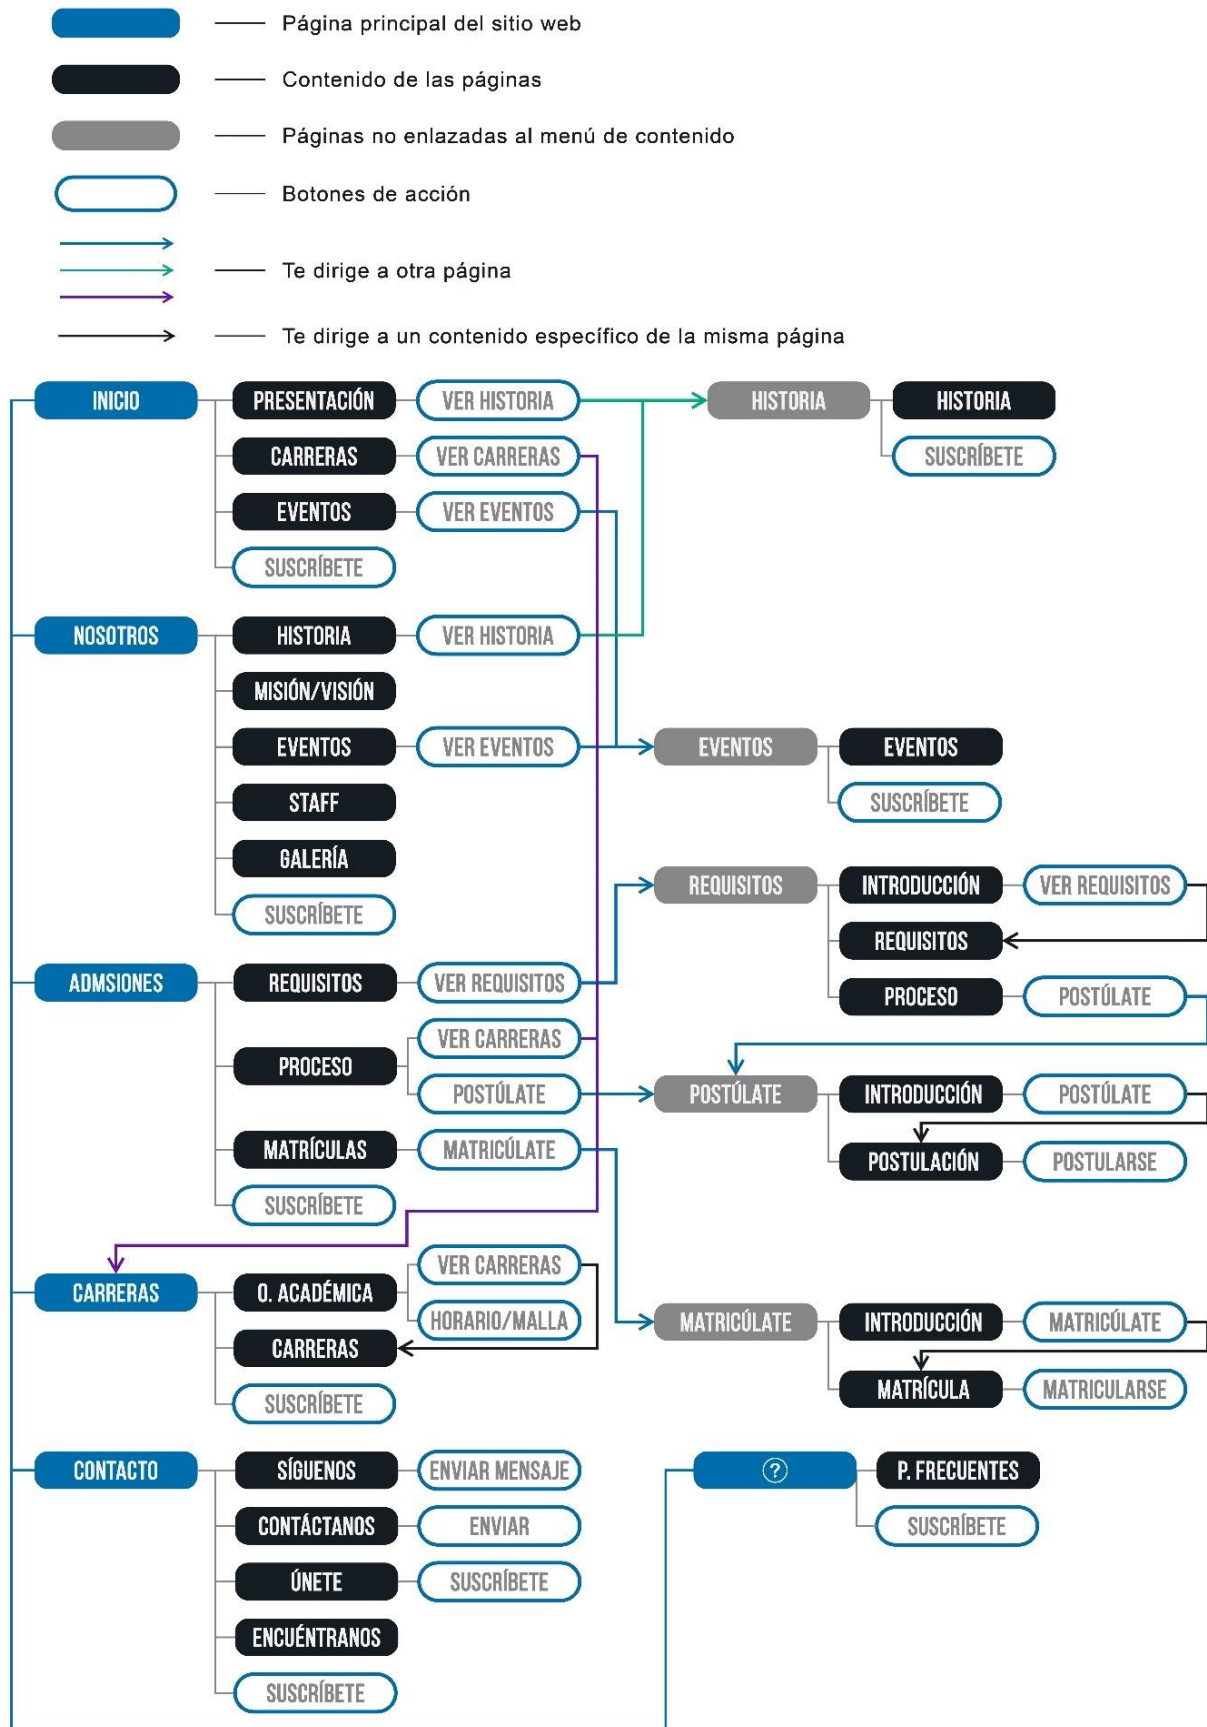 Página principal del sitio web
Contenido de las páginas
Páginas no enlazadas al menú de contenido
Botones de acción
Te dirige a otra página
Te dirige a un contenido específico de la misma página
INICIO
PRESENTACIÓN
VER HISTORIA
HISTORIA
HISTORIA
CARRERAS
VER CARRERAS
SUSCRÍBETE
EVENTOS
VER EVENTOS
SUSCRÍBETE
NOSOTROS
HISTORIA
VER HISTORIA
MISIÓN/VISIÓN
EVENTOS
VER EVENTOS
EVENTOS
EVENTOS
STAFF
SUSCRÍBETE
GALERÍA
SUSCRÍBETE
REQUISITOS
INTRODUCCIÓN
VER REQUISITOS
REQUISITOS
PROCESO
POSTÚLATE
ADMSIONES
REQUISITOS
VER REQUISITOS
PROCESO
VER CARRERAS
POSTÚLATE
POSTÚLATE
INTRODUCCIÓN
POSTÚLATE
MATRÍCULAS
MATRICÚLATE
POSTULACIÓN
POSTULARSE
SUSCRÍBETE
CARRERAS
O. ACADÉMICA
VER CARRERAS
HORARIO/MALLA
CARRERAS
SUSCRÍBETE
MATRICÚLATE
INTRODUCCIÓN
MATRICÚLATE
MATRÍCULA
MATRICULARSE
CONTACTO
SÍGUENOS
ENVIAR MENSAJE
CONTÁCTANOS
ENVIAR
ÚNETE
SUSCRÍBETE
ENCUÉNTRANOS
SUSCRÍBETE
?
P. FRECUENTES
SUSCRÍBETE